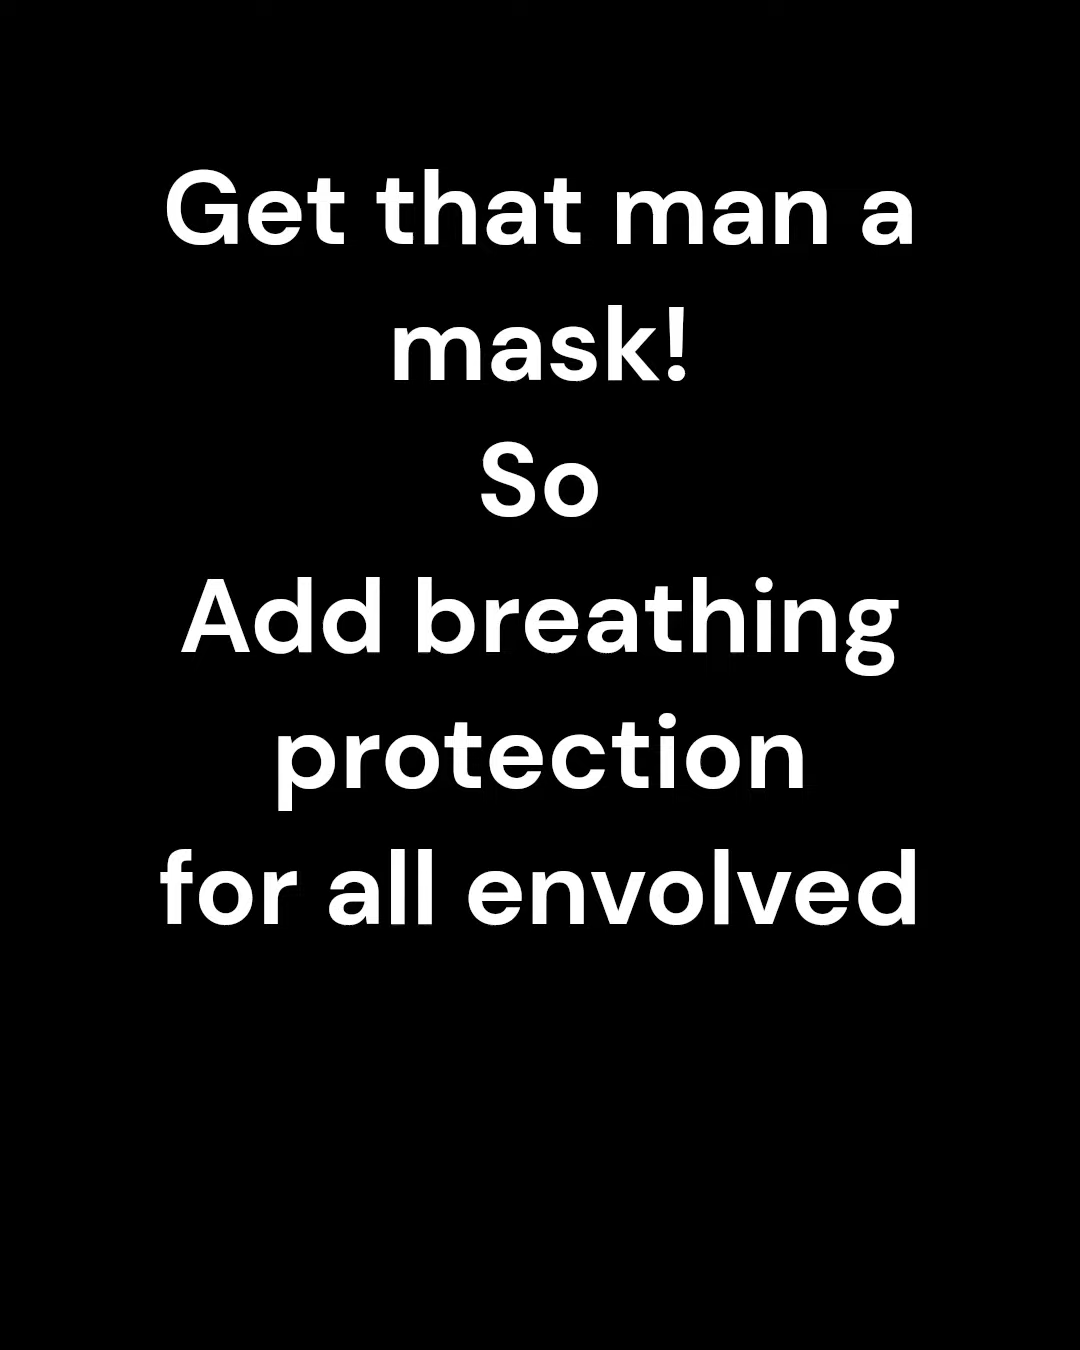 Get that man a
mask!
So
Add breathing
protection
for all envolved